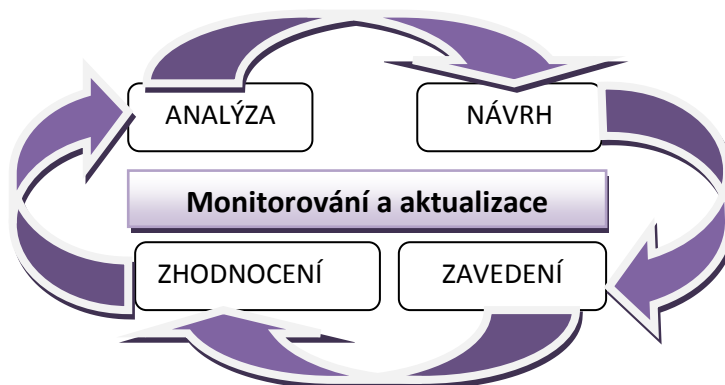 ANALÝZA
NÁVRH
Monitorování a aktualizace
ZHODNOCENÍ
ZAVEDENÍ